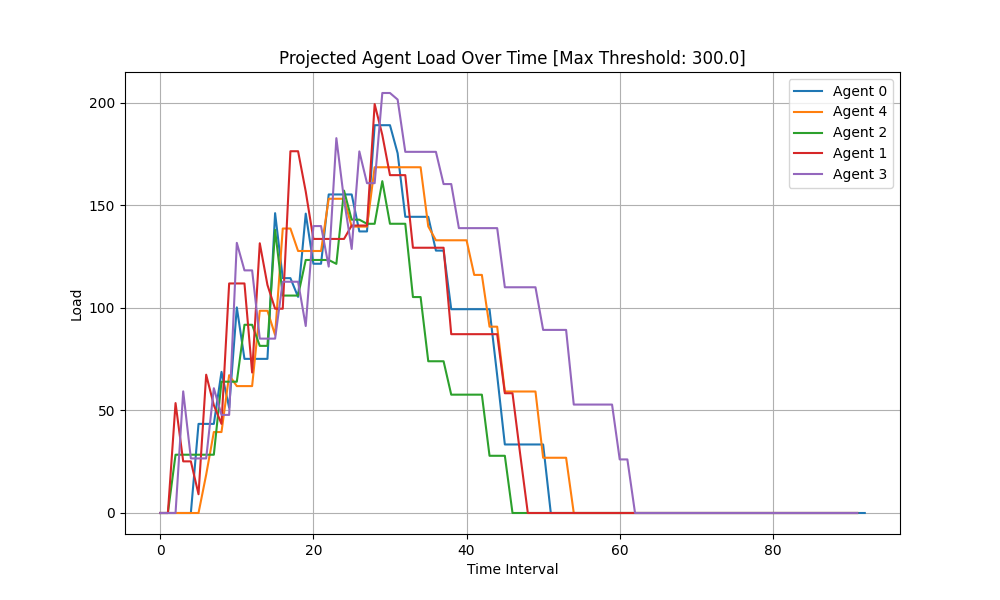 Projected Agent Load Over Time [Max Threshold: 300.0]
Agent 0
Agent 4
Agent 2
Agent 1
Agent 3
200
150
100
50
0
Load
0 20 40 60 80
Time Interval